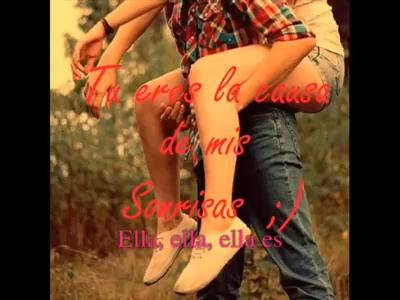 Tu eres la causa
de mis
Sonrisas ;)
Ella, ella, ella es